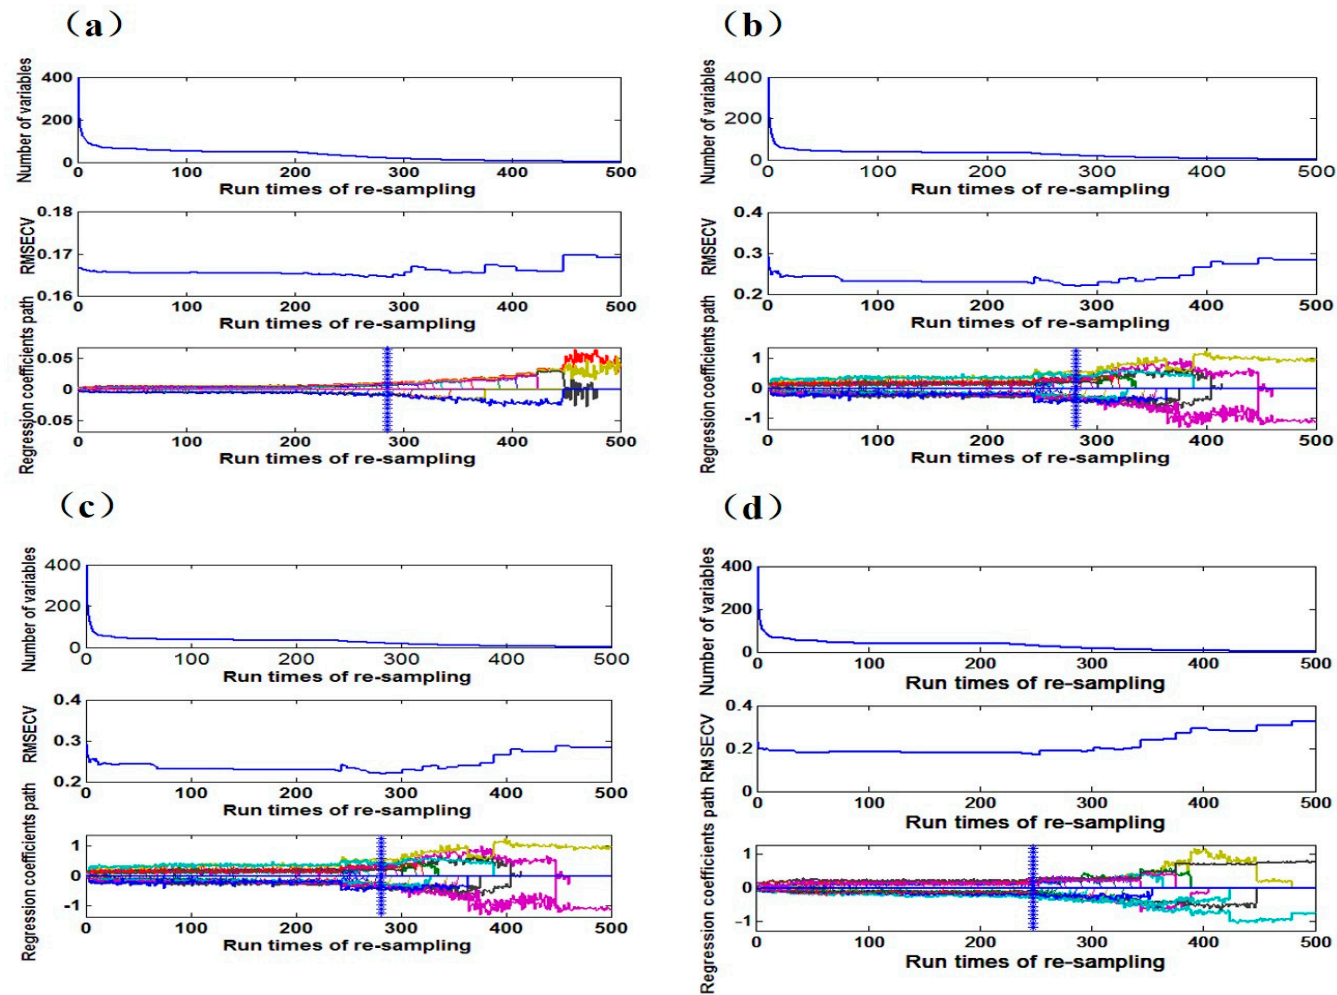 （a）
Number of variables
400
200
0
0 100 200 300 400 500
Run times of re-sampling
RMSECV
0.18
0.17
0.16
0 100 200 300 400 500
Run times of re-sampling
Regression coefficients path
0.05
0
-0.05
0 100 200 300 400 500
Run times of re-sampling
（b）
Number of variables
400
200
0
0 100 200 300 400 500
Run times of re-sampling
RMSECV
0.4
0.3
0.2
0 100 200 300 400 500
Run times of re-sampling
Regression coefficients path
1
0
-1
0 100 200 300 400 500
Run times of re-sampling
（c）
Number of variables
400
200
0
0 100 200 300 400 500
Run times of re-sampling
RMSECV
0.4
0.3
0.2
0 100 200 300 400 500
Run times of re-sampling
Regression coefficients path
1
0
-1
0 100 200 300 400 500
Run times of re-sampling
（d）
Number of variables
400
200
0
0 100 200 300 400 500
Run times of re-sampling
RMSECV
0.4
0.2
0
0 100 200 300 400 500
Run times of re-sampling
Regression coefficients path
1
0
-1
0 100 200 300 400 500
Run times of re-sampling